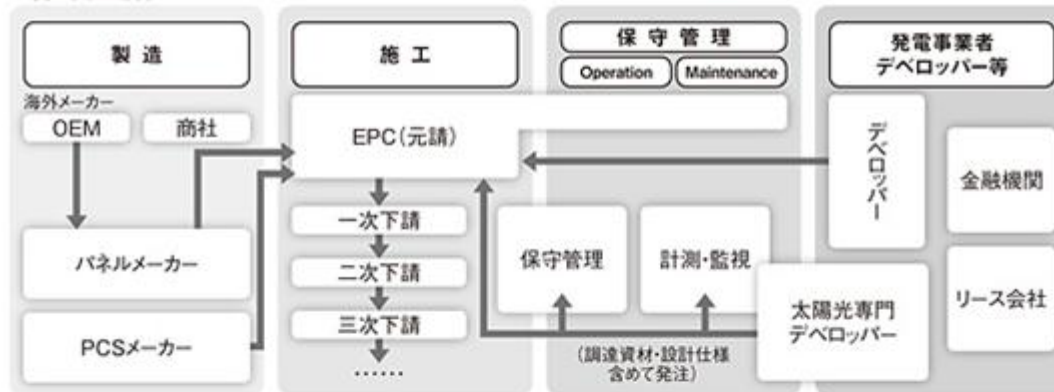 製造
海外メーカー
OEM
商社
パネルメーカー
PCSメーカー
施工
EPC(元請)
一次下請
二次下請
三次下請
……
保守管理
Operation
Maintenance
保守管理
計測・監視
(調達資材・設計仕様
含めて発注)
発電事業者
デベロッパー等
デベロッパー
金融機関
太陽光専門
デベロッパー
リース会社